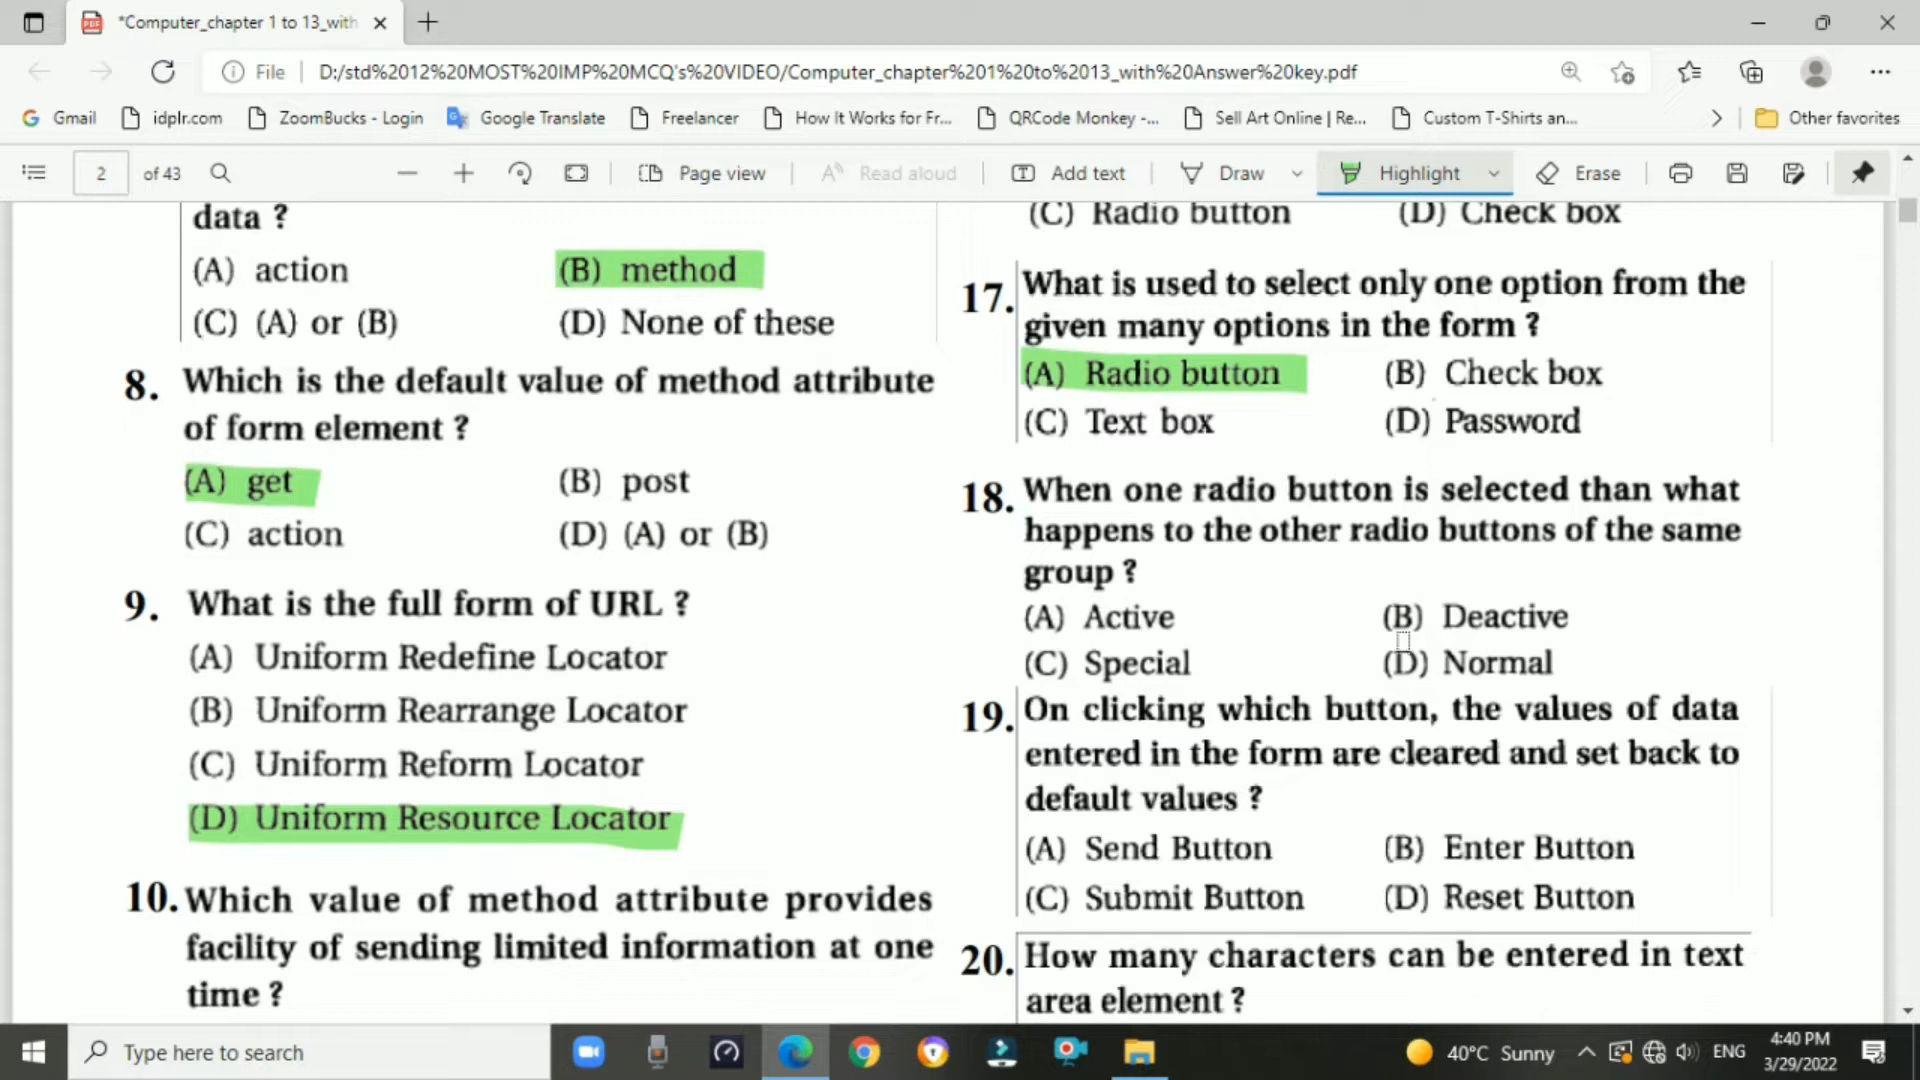 *Computer_chapter 1 to 13_with
File
D:/std%2012%20MOST%20IMP%20MCQ's%20VIDEO/Computer_chapter%201%20to%2013_with%20Answer%20key.pdf
Gmail
idplr.com
ZoomBucks - Login
Google Translate
Freelancer
How It Works for Fr...
QRCode Monkey -...
Sell Art Online | Re...
Custom T-Shirts an...
Other favorites
2 of 43
Page view
Read aloud
Add text
Draw
Highlight
Erase
data ?
(A) action (B) method
(C) (A) or (B) (D) None of these
8. Which is the default value of method attribute
of form element ?
(A) get (B) post
(C) action (D) (A) or (B)
9. What is the full form of URL ?
(A) Uniform Redefine Locator
(B) Uniform Rearrange Locator
(C) Uniform Reform Locator
(D) Uniform Resource Locator
10. Which value of method attribute provides
facility of sending limited information at one
time ?
(C) Radio button (D) Check box
17. What is used to select only one option from the
given many options in the form ?
(A) Radio button (B) Check box
(C) Text box (D) Password
18. When one radio button is selected than what
happens to the other radio buttons of the same
group ?
(A) Active (B) Deactive
(C) Special (D) Normal
19. On clicking which button, the values of data
entered in the form are cleared and set back to
default values ?
(A) Send Button (B) Enter Button
(C) Submit Button (D) Reset Button
20. How many characters can be entered in text
area element ?
Type here to search
40°C Sunny
ENG
4:40 PM
3/29/2022